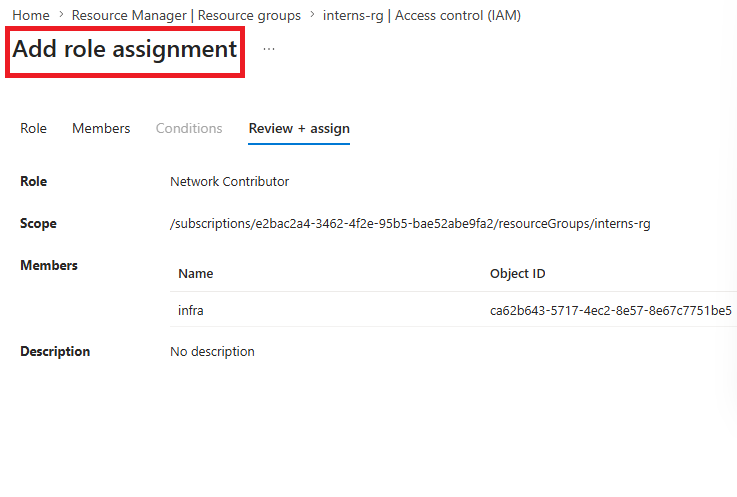 Home > Resource Manager | Resource groups > interns-rg | Access control (IAM)
Add role assignment ...
Role Members Conditions Review + assign
Role Network Contributor
Scope /subscriptions/e2bac2a4-3462-4f2e-95b5-bae52abe9fa2/resourceGroups/interns-rg
Members
Name Object ID
infra ca62b643-5717-4ec2-8e57-8e67c7751be5
Description No description